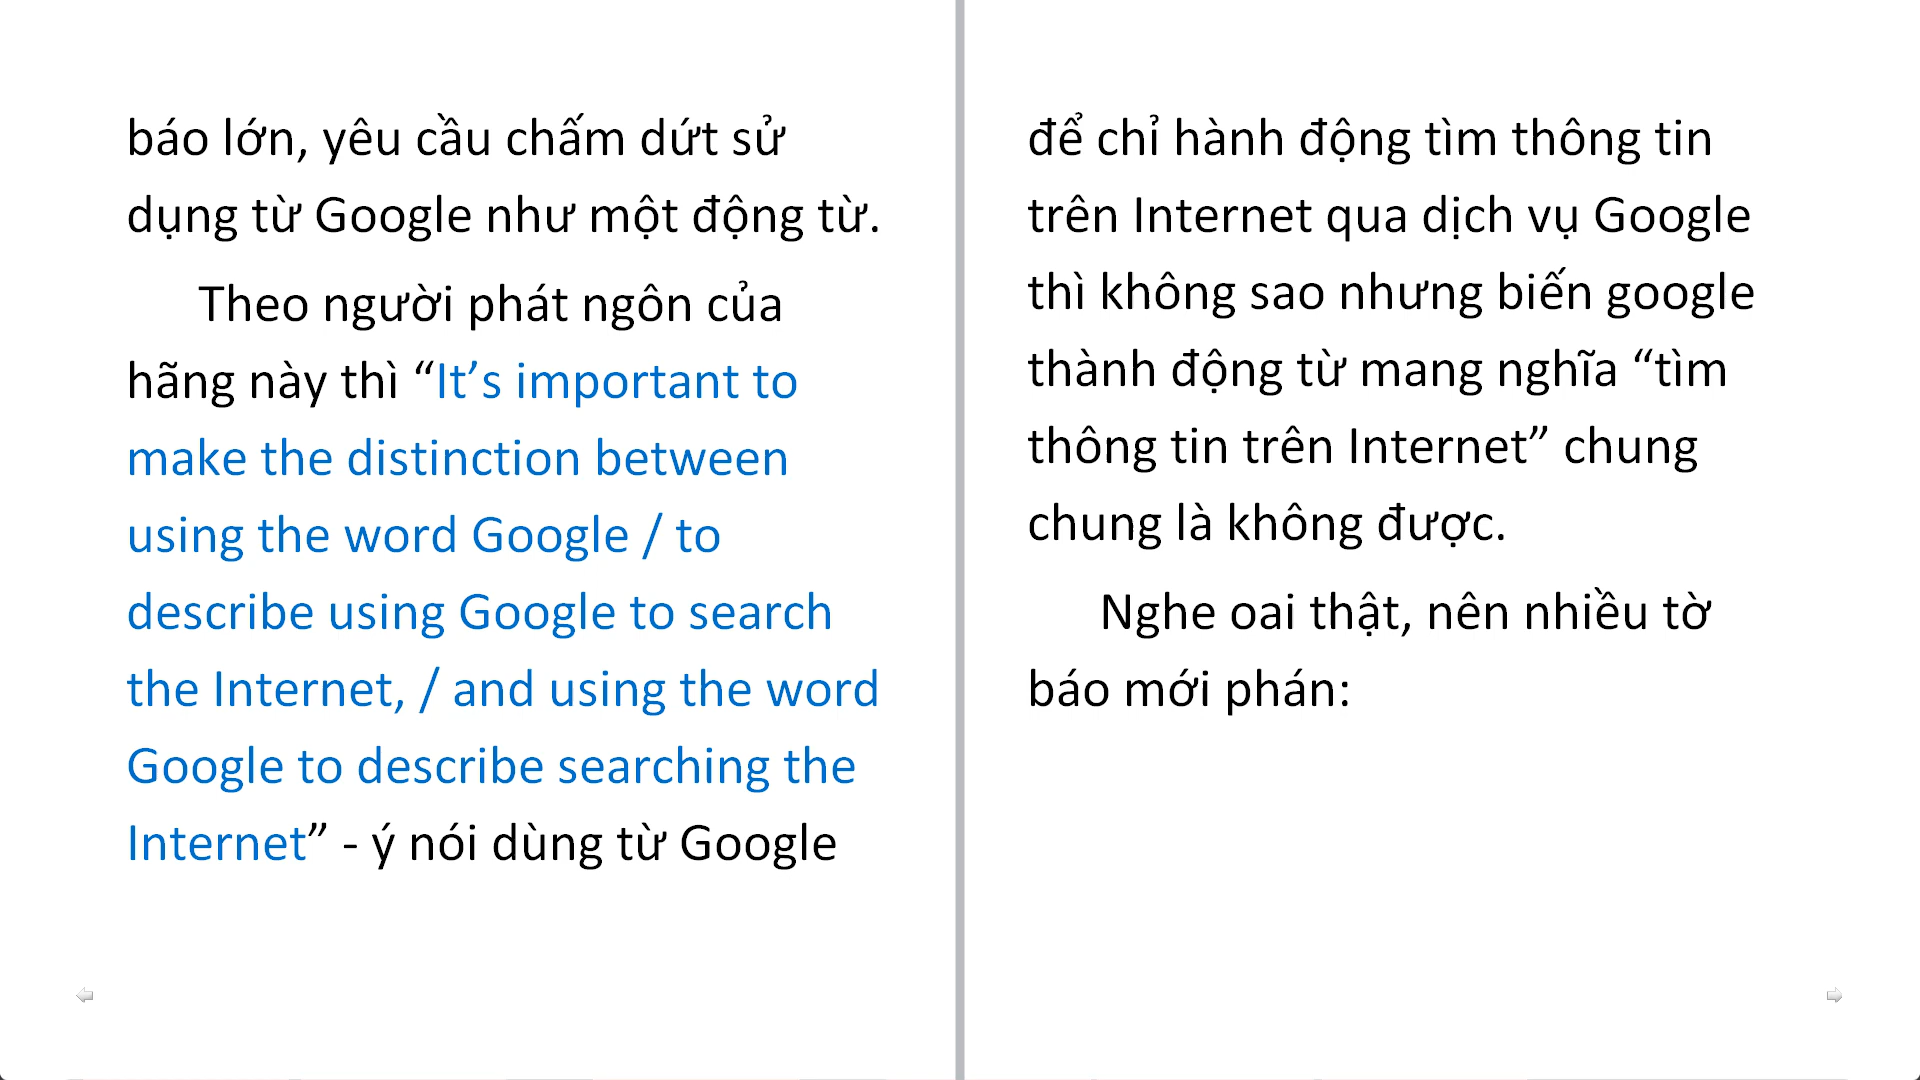 báo lớn, yêu cầu chấm dứt sử
dụng từ Google như một động từ.
Theo người phát ngôn của
hãng này thì “It’s important to
make the distinction between
using the word Google / to
describe using Google to search
the Internet, / and using the word
Google to describe searching the
Internet” - ý nói dùng từ Google
để chỉ hành động tìm thông tin
trên Internet qua dịch vụ Google
thì không sao nhưng biến google
thành động từ mang nghĩa “tìm
thông tin trên Internet” chung
chung là không được.
Nghe oai thật, nên nhiều tờ
báo mới phán: